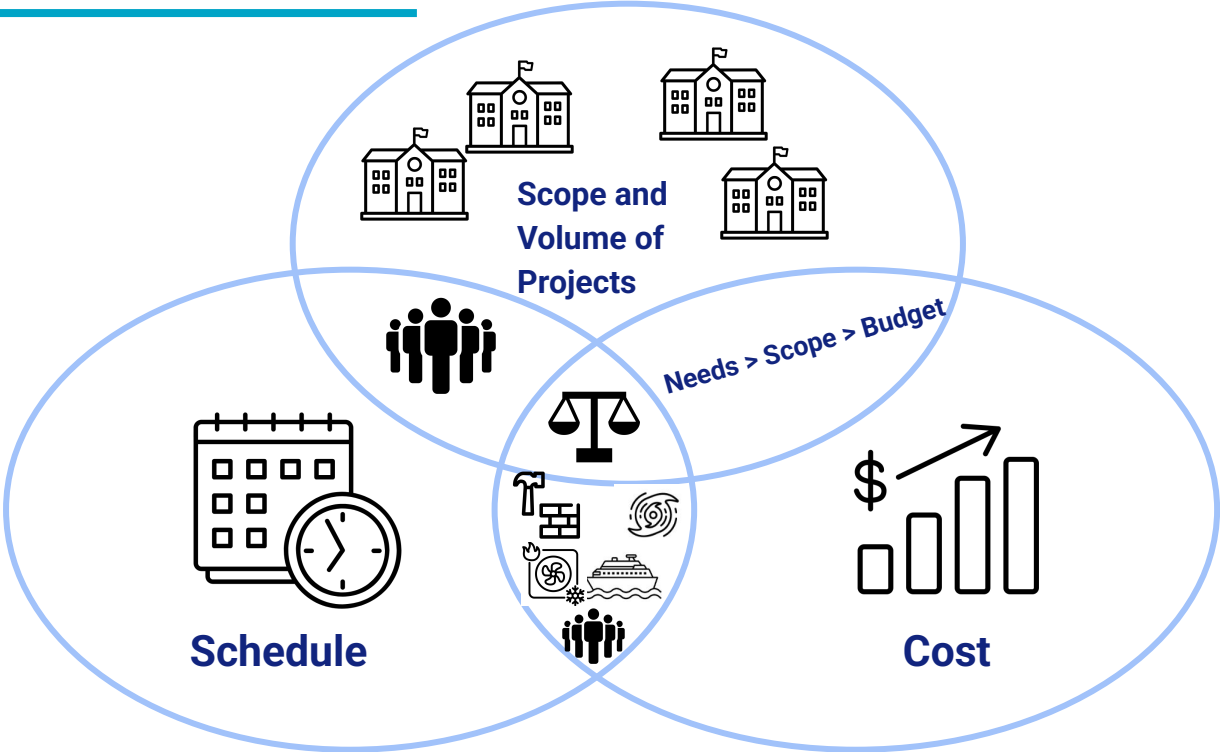 Scope and
Volume of
Projects
Needs > Scope > Budget
$
Schedule
Cost